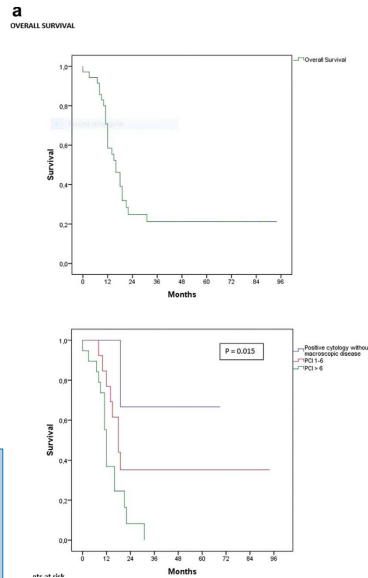 a
OVERALL SURVIVAL
Overall Survival
1,0
0,8
0,6
0,4
0,2
0,0
Survival
0 12 24 36 48 60 72 84 96
Months
P = 0.015
Positive cytology without
macroscopic disease
PCI 1-6
PCI > 6
1,0
0,8
0,6
0,4
0,2
0,0
Survival
0 12 24 36 48 60 72 84 96
Months
nts at risk